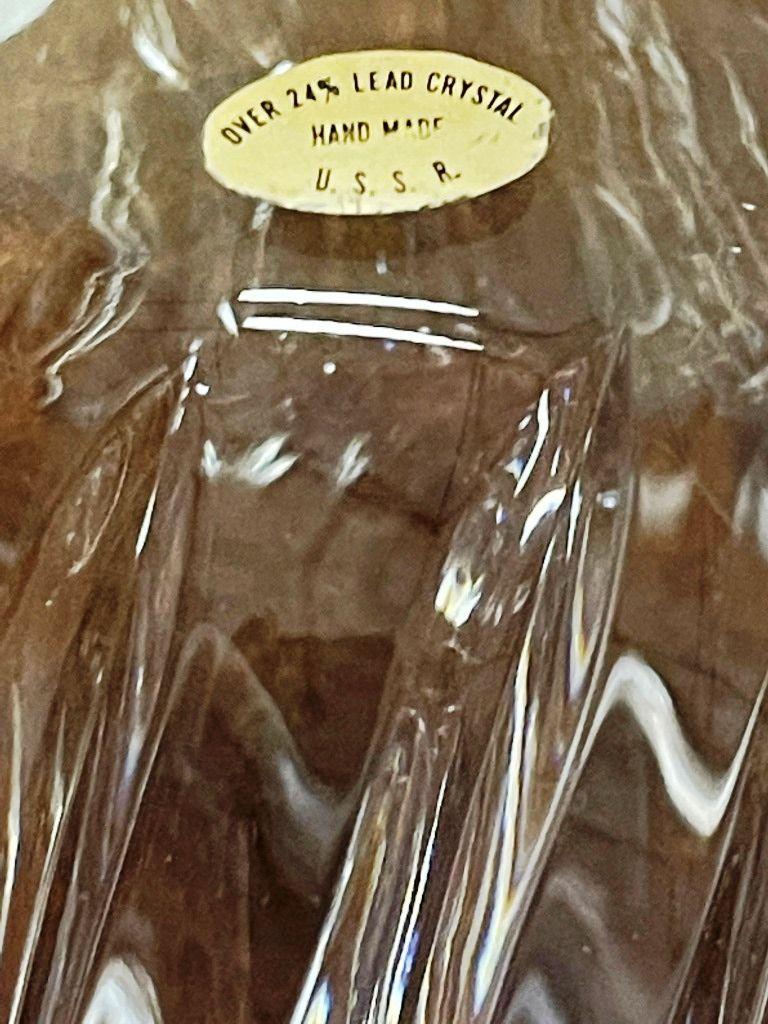 OVER 24% LEAD CRYSTAL
HAND MADE
U. S. S. R.